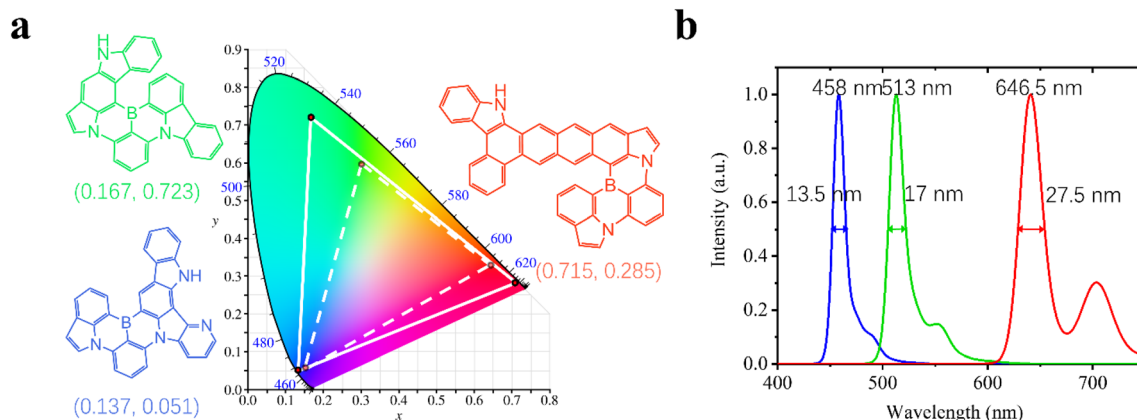 a
b
NH
B
N
N
(0.167, 0.723)
NH
B
N
N
N
(0.137, 0.051)
0.9
0.8
0.7
0.6
0.5
y
0.4
0.3
0.2
0.1
0.0
0.0 0.1 0.2 0.3 0.4 0.5 0.6 0.7 0.8
x
520
540
560
500
580
600
620
480
460
NH
N
B
N
(0.715, 0.285)
458 nm
513 nm
646.5 nm
13.5 nm
17 nm
27.5 nm
Intensity (a.u.)
1.0
0.8
0.6
0.4
0.2
0.0
400 500 600 700
Wavelength (nm)